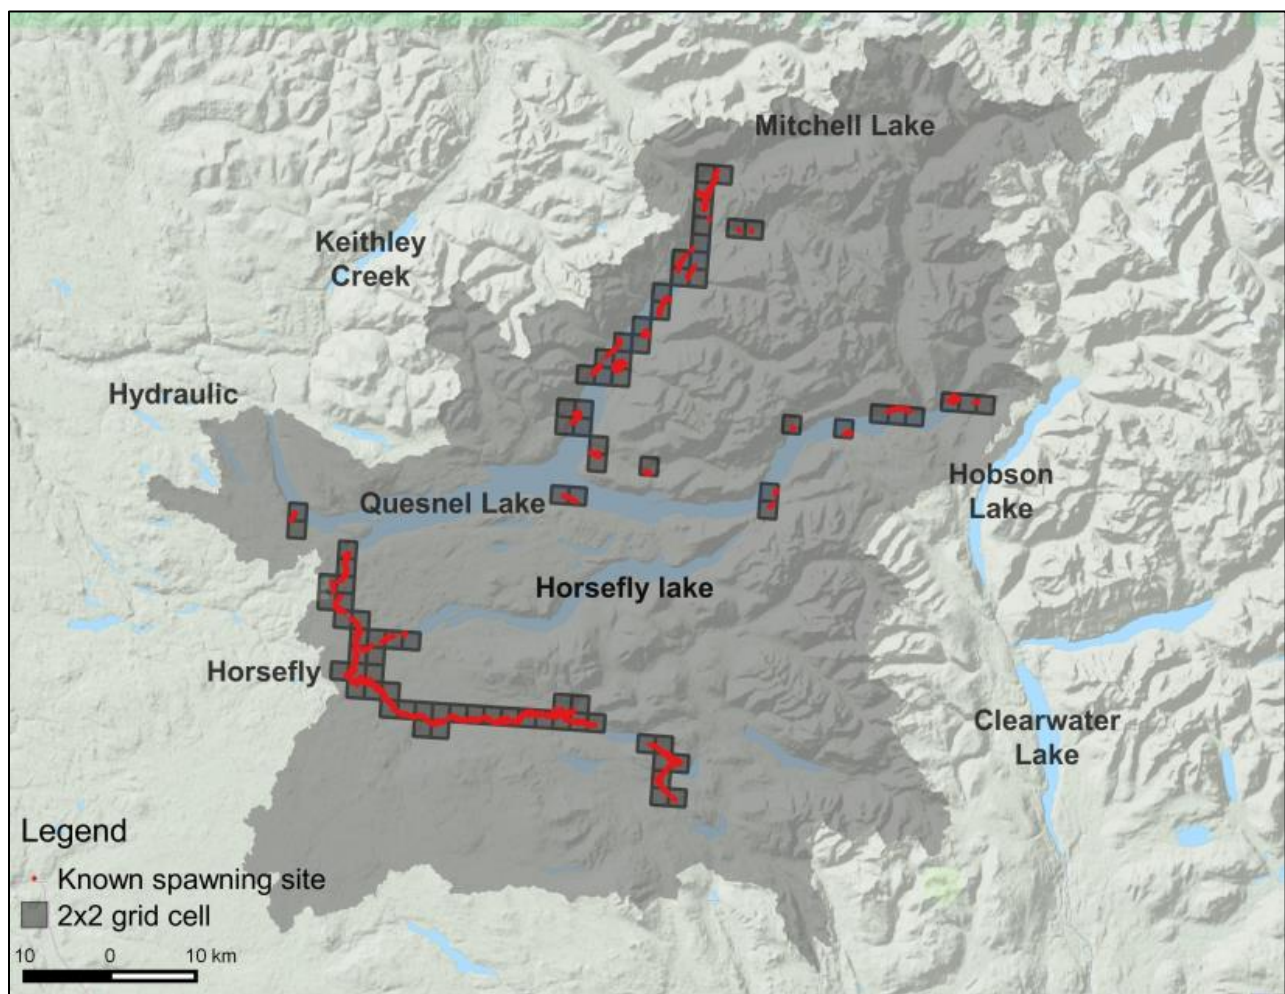 Mitchell Lake
Keithley
Creek
Hydraulic
Hobson
Lake
Quesnel Lake
Horsefly lake
Horsefly
Clearwater
Lake
Legend
Known spawning site
2x2 grid cell
10 0 10 km